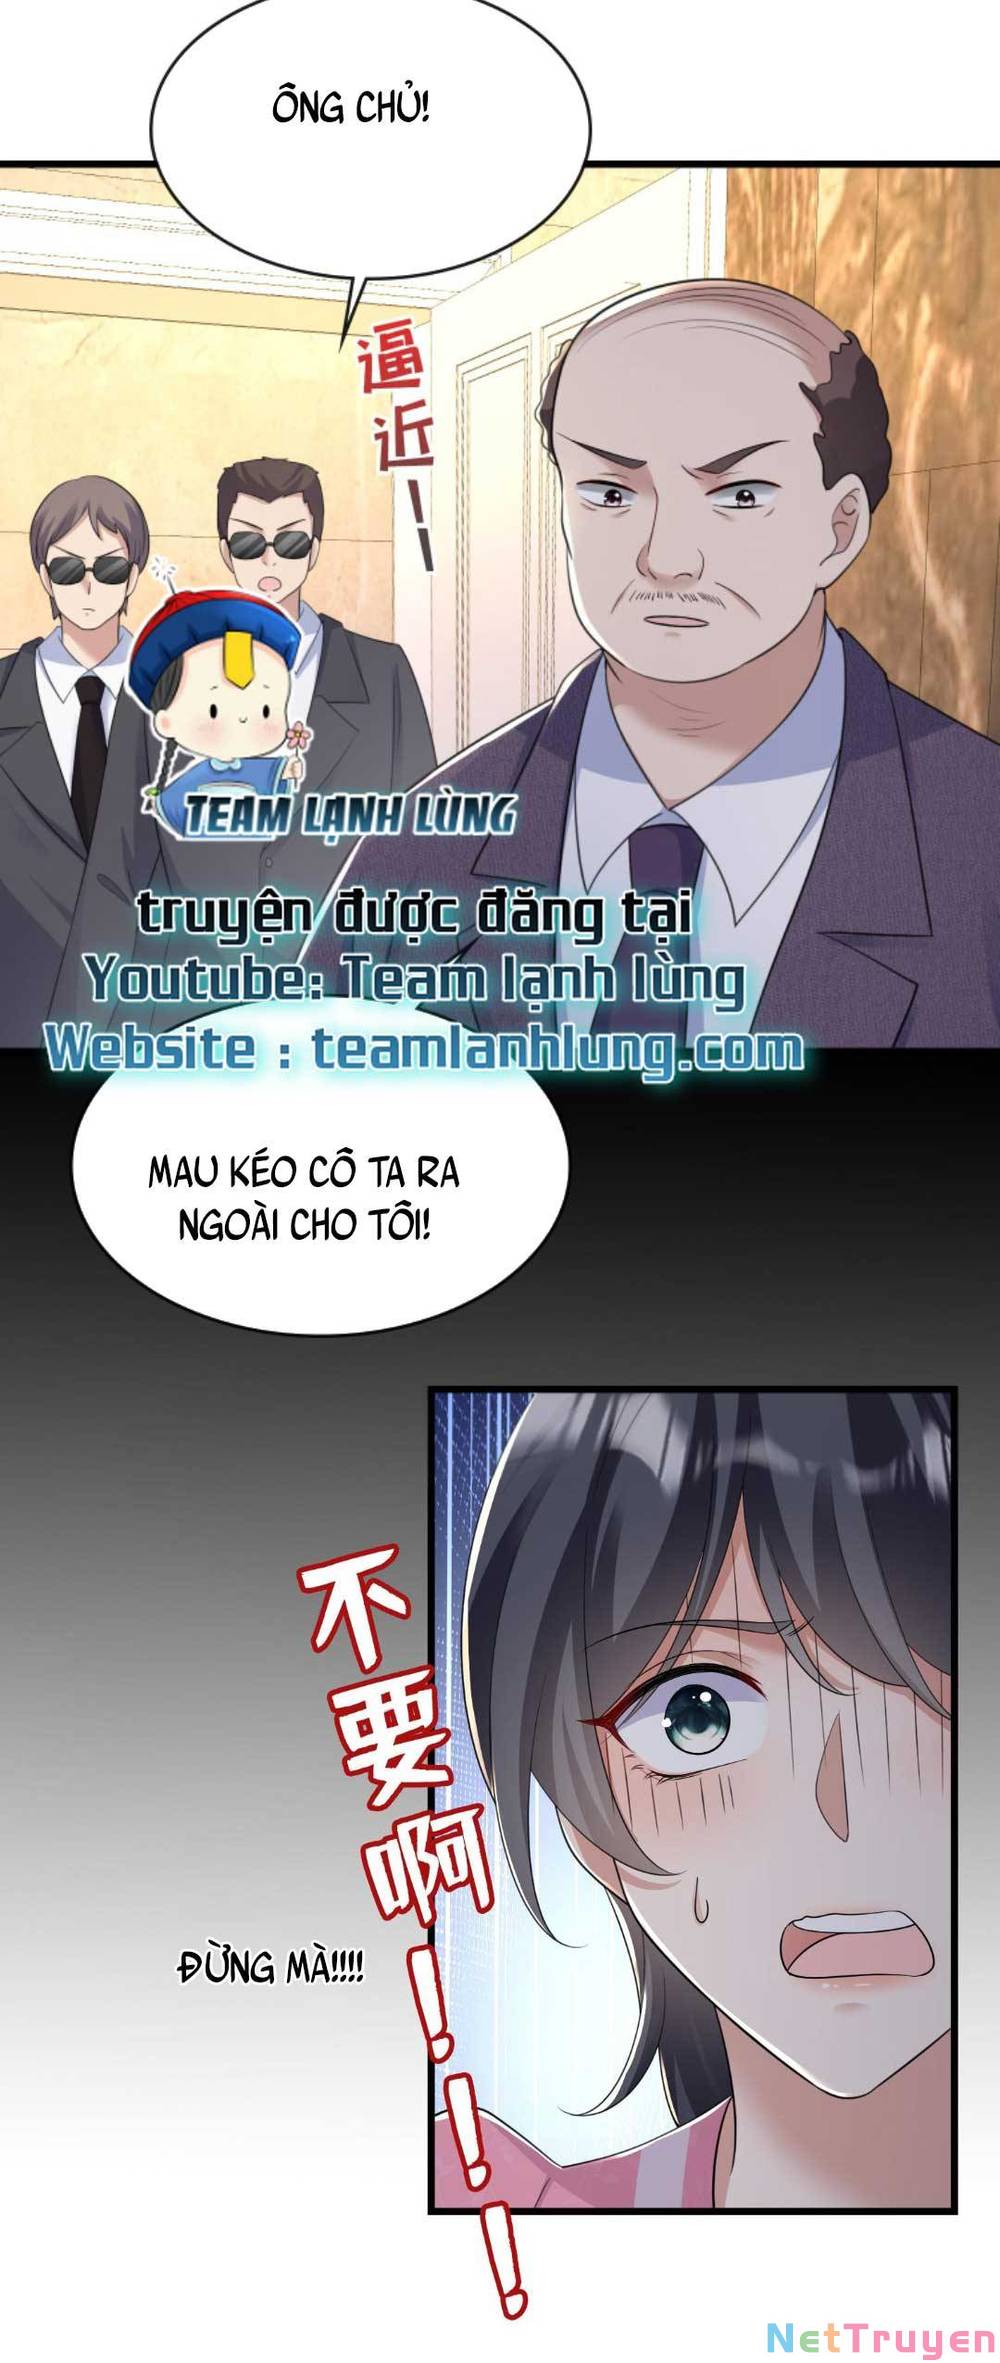 ÔNG CHỦ!
逼近!!
TEAM LẠNH LÙNG
truyện được đăng tại
Youtube: Team lạnh lùng
Website : teamlanhlung.com
MAU KÉO CÔ TA RA
NGOÀI CHO TÔI!
不要啊!!!!
ĐỪNG MÀ!!!!
NetTruyen